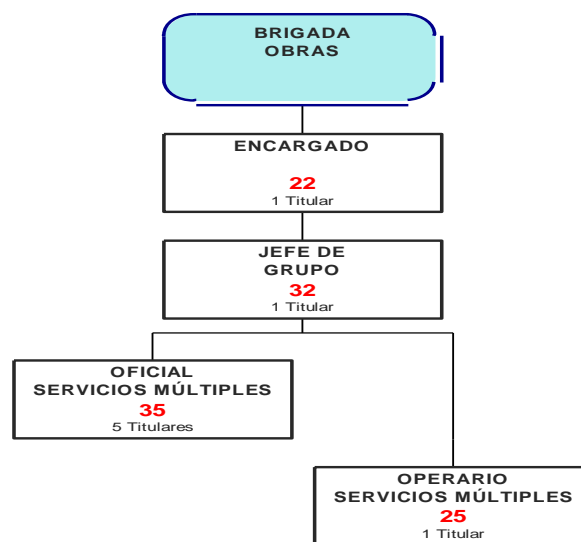 BRIGADA
OBRAS
ENCARGADO
22
1 Titular
JEFE DE
GRUPO
32
1 Titular
OFICIAL
SERVICIOS MÚLTIPLES
35
5 Titulares
OPERARIO
SERVICIOS MÚLTIPLES
25
1 Titular